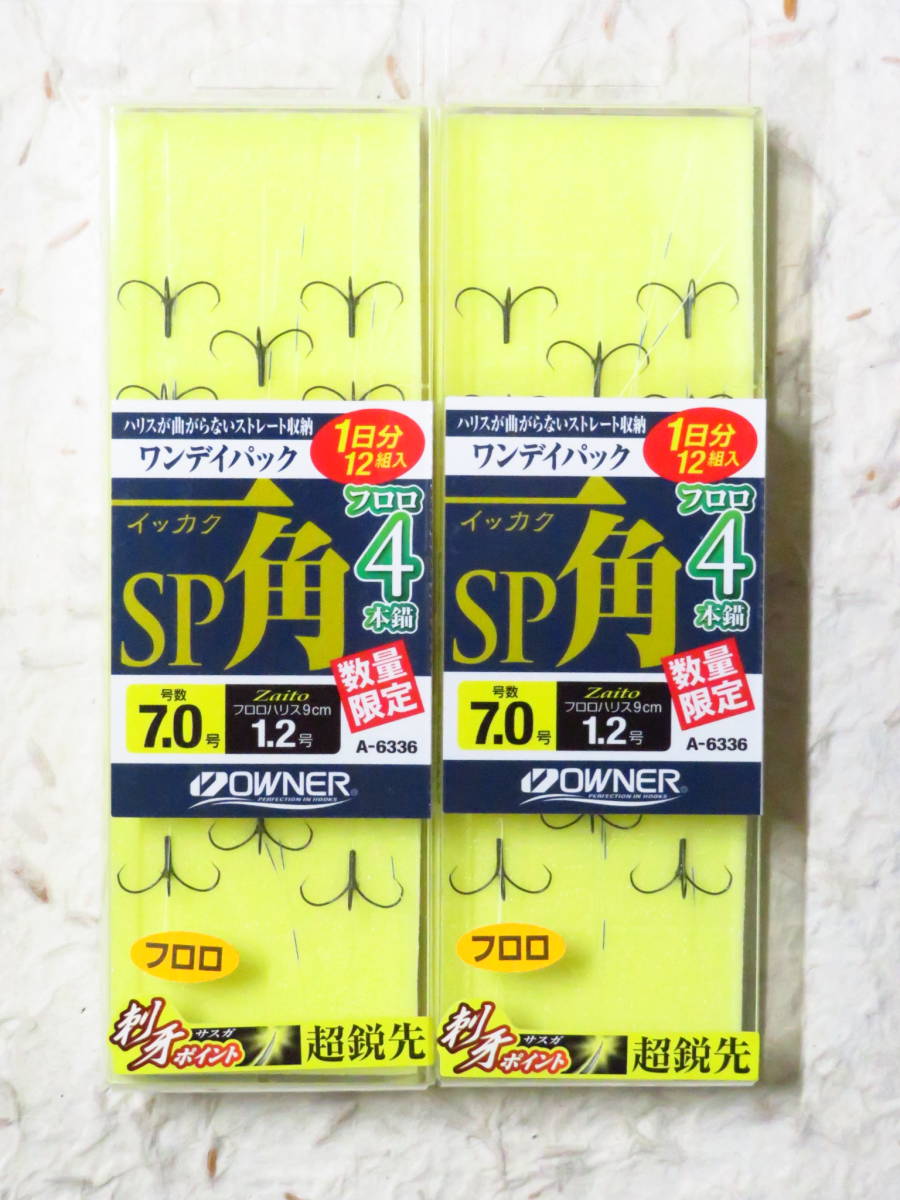 ハリスが曲がらないストレート収納
ワンデイパック
1日分
12組入
一角
イッカク
SP
フロロ
4
本錨
数量
限定
号数
7.0号
Zaito
フロロハリス9cm
1.2号
A-6336
OWNER®
PERFECTION IN HOOKS
フロロ
刺牙
サスガ
ポイント
超鋭先
ハリスが曲がらないストレート収納
ワンデイパック
1日分
12組入
一角
イッカク
SP
フロロ
4
本錨
数量
限定
号数
7.0号
Zaito
フロロハリス9cm
1.2号
A-6336
OWNER®
PERFECTION IN HOOKS
フロロ
刺牙
サスガ
ポイント
超鋭先